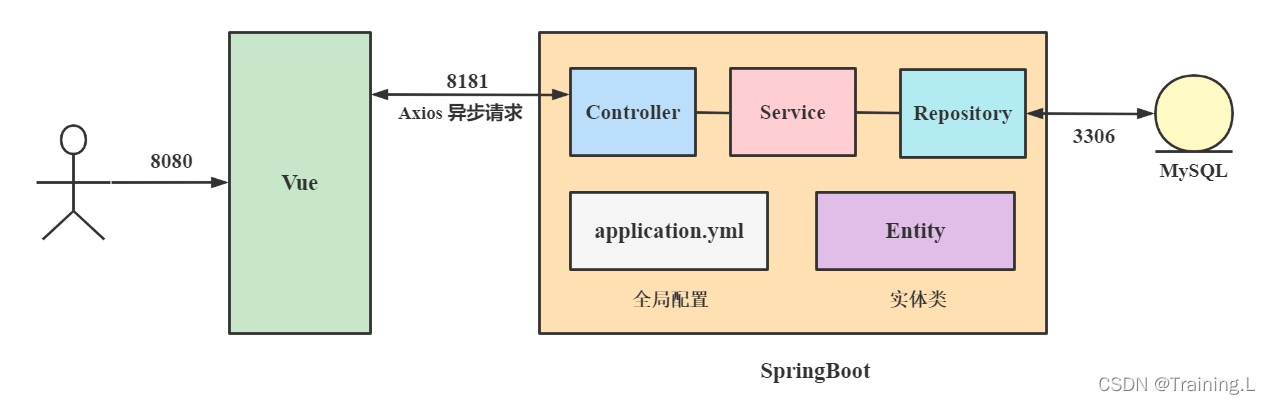 8080
Vue
8181
Axios 异步请求
Controller
Service
Repository
application.yml
Entity
全局配置
实体类
SpringBoot
3306
MySQL
CSDN @Training.L